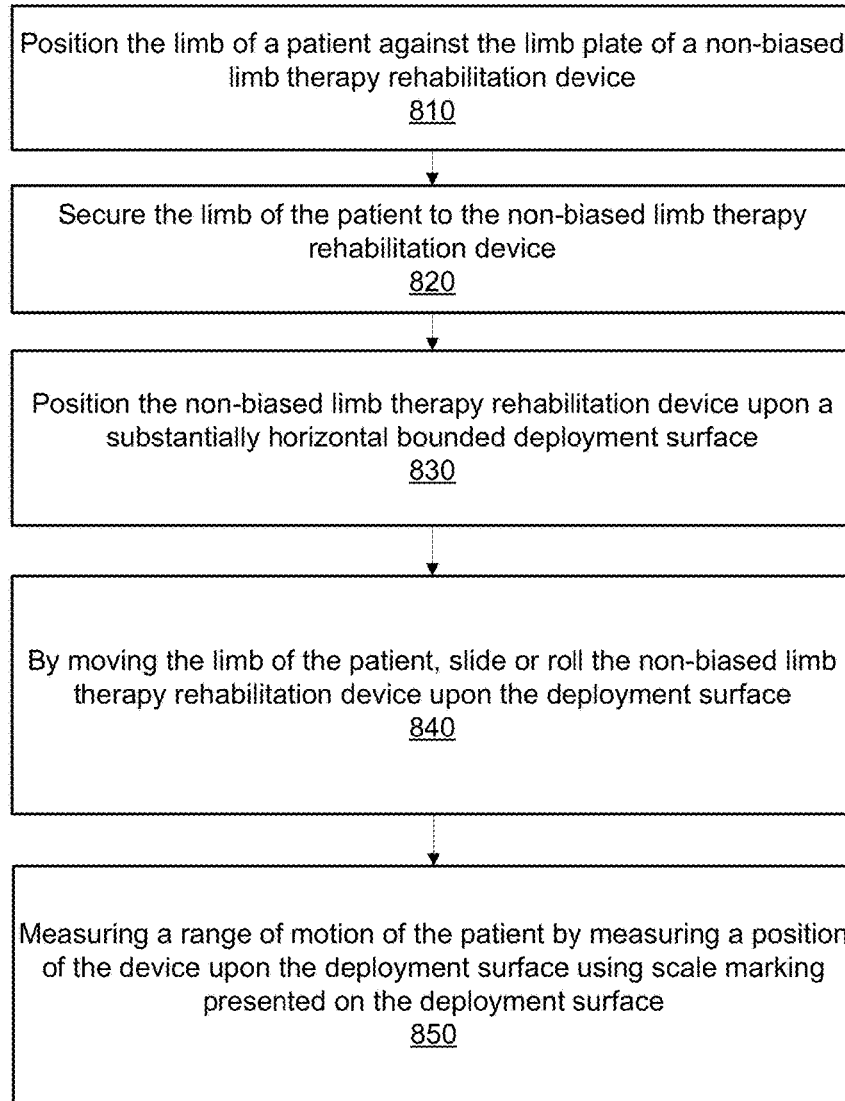 Position the limb of a patient against the limb plate of a non-biased
limb therapy rehabilitation device
810
Secure the limb of the patient to the non-biased limb therapy
rehabilitation device
820
Position the non-biased limb therapy rehabilitation device upon a
substantially horizontal bounded deployment surface
830
By moving the limb of the patient, slide or roll the non-biased limb
therapy rehabilitation device upon the deployment surface
840
Measuring a range of motion of the patient by measuring a position
of the device upon the deployment surface using scale marking
presented on the deployment surface
850